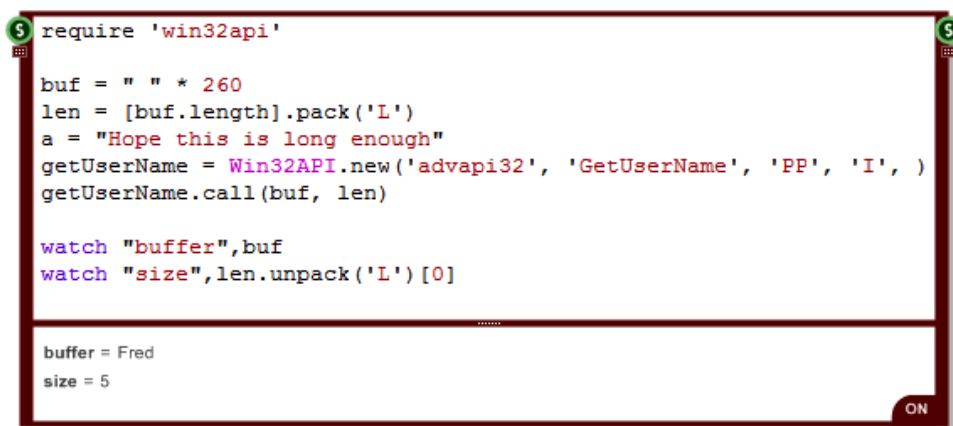 S
S
require 'win32api'
buf = " " * 260
len = [buf.length].pack('L')
a = "Hope this is long enough"
getUserName = Win32API.new('advapi32', 'GetUserName', 'PP', 'I', )
getUserName.call(buf, len)
watch "buffer",buf
watch "size",len.unpack('L')[0]
buffer = Fred
size = 5
ON